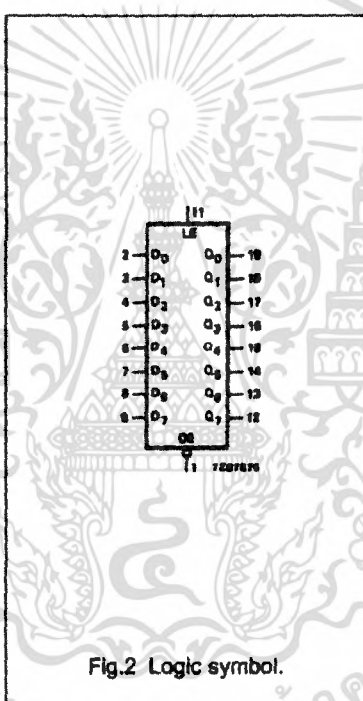 11
LE
2 D0 Q0 19
3 D1 Q1 18
4 D2 Q2 17
5 D3 Q3 16
6 D4 Q4 15
7 D5 Q5 14
8 D6 Q6 13
9 D7 Q7 12
OE
1
Fig.2 Logic symbol.